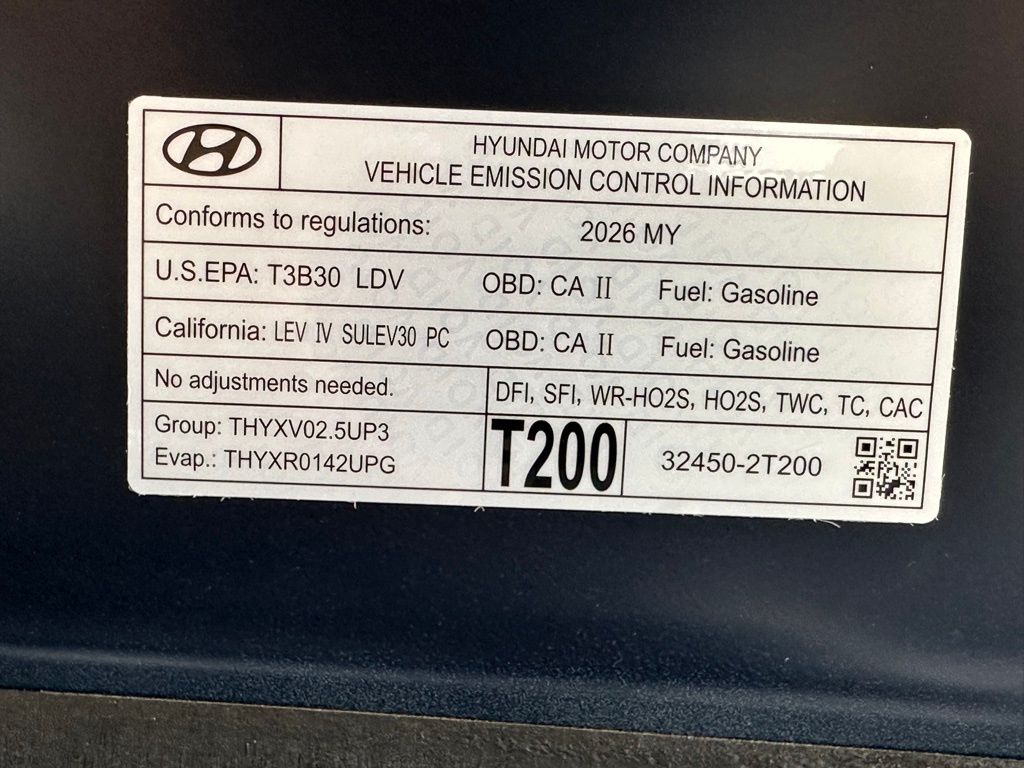 HYUNDAI MOTOR COMPANY
VEHICLE EMISSION CONTROL INFORMATION
Conforms to regulations: 2026 MY
U.S.EPA: T3B30 LDV OBD: CA II Fuel: Gasoline
California: LEV IV SULEV30 PC OBD: CA II Fuel: Gasoline
No adjustments needed. DFI, SFI, WR-HO2S, HO2S, TWC, TC, CAC
Group: THYXV02.5UP3
Evap.: THYXR0142UPG
T200
32450-2T200